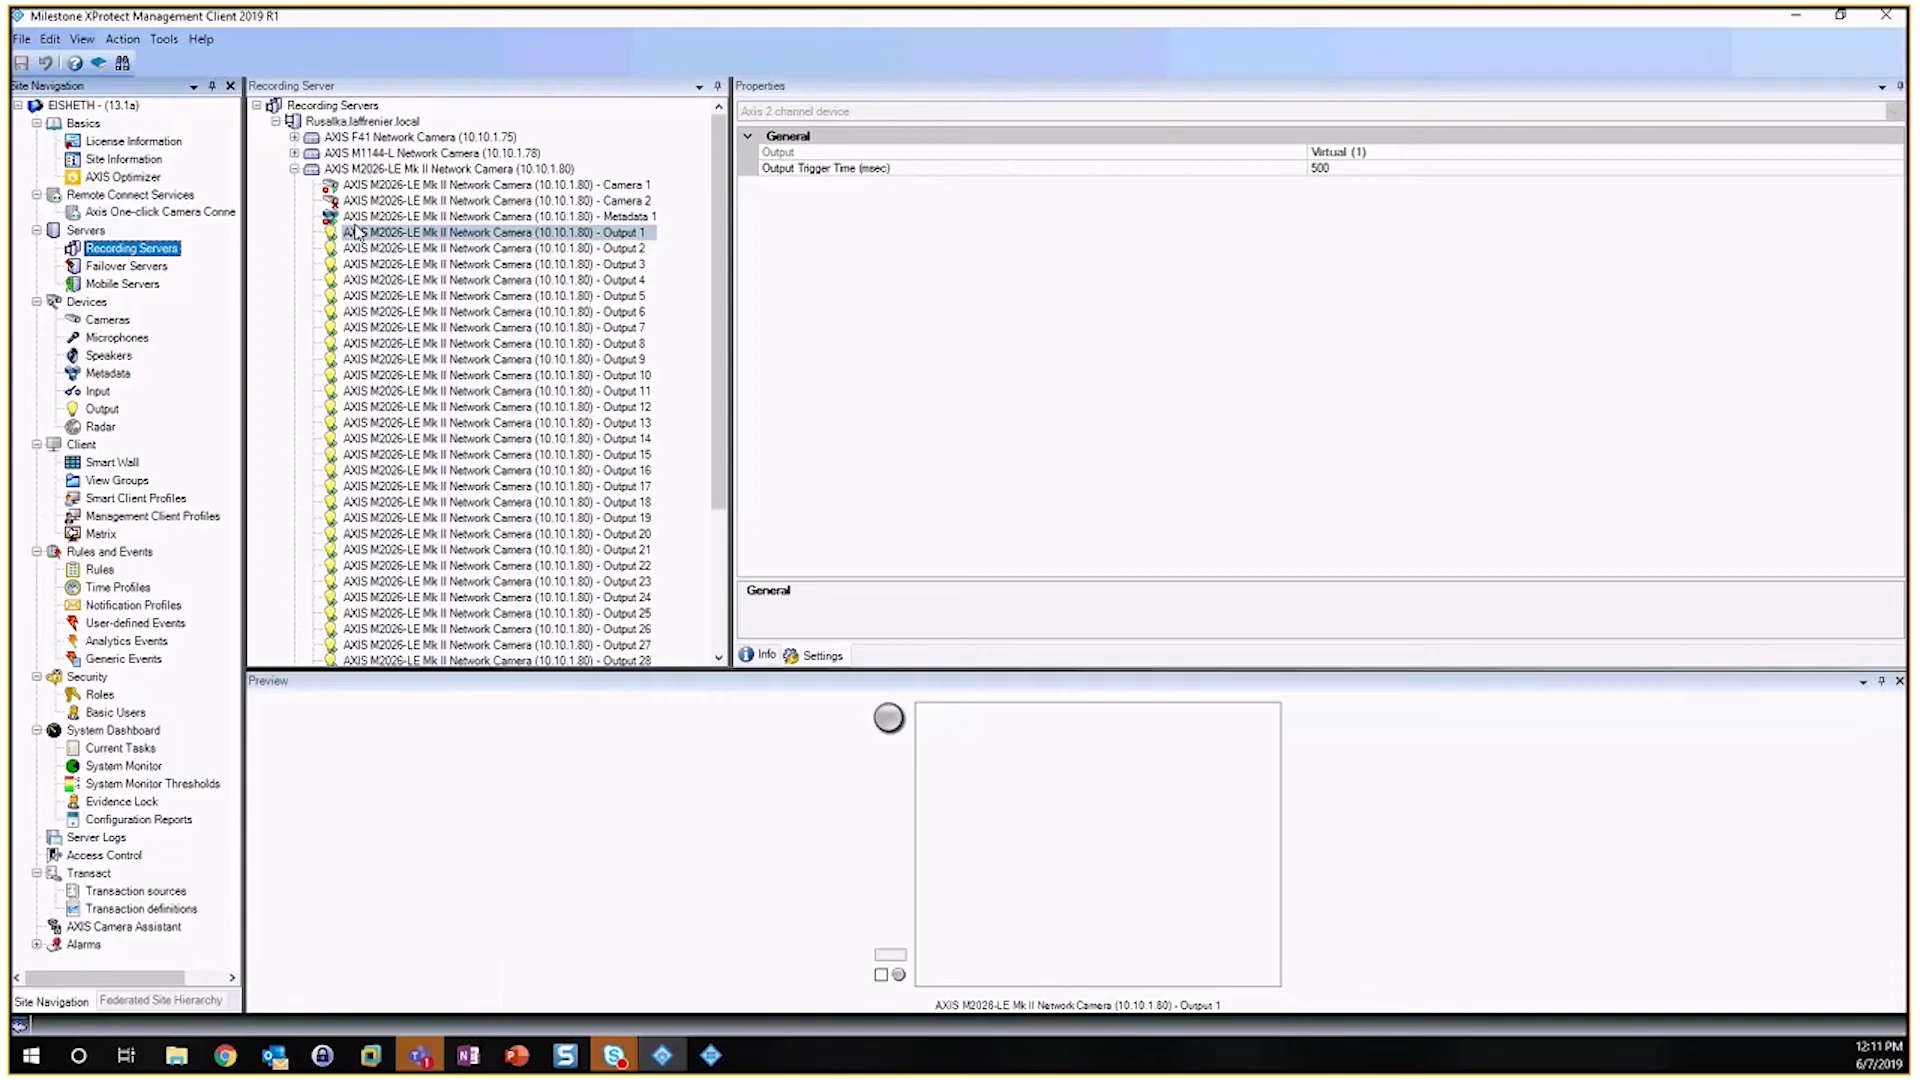 Milestone XProtect Management Client 2019 R1
File Edit View Action Tools Help
Site Navigation
EISHETH - (13.1a)
Basics
License Information
Site Information
AXIS Optimizer
Remote Connect Services
Axis One-click Camera Conne
Servers
Recording Servers
Failover Servers
Mobile Servers
Devices
Cameras
Microphones
Speakers
Metadata
Input
Output
Radar
Client
Smart Wall
View Groups
Smart Client Profiles
Management Client Profiles
Matrix
Rules and Events
Rules
Time Profiles
Notification Profiles
User-defined Events
Analytics Events
Generic Events
Security
Roles
Basic Users
System Dashboard
Current Tasks
System Monitor
System Monitor Thresholds
Evidence Lock
Configuration Reports
Server Logs
Access Control
Transact
Transaction sources
Transaction definitions
AXIS Camera Assistant
Alarms
Site Navigation Federated Site Hierarchy
Recording Server
Recording Servers
Rusalka.laffrenier.local
AXIS F41 Network Camera (10.10.1.75)
AXIS M1144-L Network Camera (10.10.1.78)
AXIS M2026-LE Mk II Network Camera (10.10.1.80)
AXIS M2026-LE Mk II Network Camera (10.10.1.80) - Camera 1
AXIS M2026-LE Mk II Network Camera (10.10.1.80) - Camera 2
AXIS M2026-LE Mk II Network Camera (10.10.1.80) - Metadata 1
AXIS M2026-LE Mk II Network Camera (10.10.1.80) - Output 1
AXIS M2026-LE Mk II Network Camera (10.10.1.80) - Output 2
AXIS M2026-LE Mk II Network Camera (10.10.1.80) - Output 3
AXIS M2026-LE Mk II Network Camera (10.10.1.80) - Output 4
AXIS M2026-LE Mk II Network Camera (10.10.1.80) - Output 5
AXIS M2026-LE Mk II Network Camera (10.10.1.80) - Output 6
AXIS M2026-LE Mk II Network Camera (10.10.1.80) - Output 7
AXIS M2026-LE Mk II Network Camera (10.10.1.80) - Output 8
AXIS M2026-LE Mk II Network Camera (10.10.1.80) - Output 9
AXIS M2026-LE Mk II Network Camera (10.10.1.80) - Output 10
AXIS M2026-LE Mk II Network Camera (10.10.1.80) - Output 11
AXIS M2026-LE Mk II Network Camera (10.10.1.80) - Output 12
AXIS M2026-LE Mk II Network Camera (10.10.1.80) - Output 13
AXIS M2026-LE Mk II Network Camera (10.10.1.80) - Output 14
AXIS M2026-LE Mk II Network Camera (10.10.1.80) - Output 15
AXIS M2026-LE Mk II Network Camera (10.10.1.80) - Output 16
AXIS M2026-LE Mk II Network Camera (10.10.1.80) - Output 17
AXIS M2026-LE Mk II Network Camera (10.10.1.80) - Output 18
AXIS M2026-LE Mk II Network Camera (10.10.1.80) - Output 19
AXIS M2026-LE Mk II Network Camera (10.10.1.80) - Output 20
AXIS M2026-LE Mk II Network Camera (10.10.1.80) - Output 21
AXIS M2026-LE Mk II Network Camera (10.10.1.80) - Output 22
AXIS M2026-LE Mk II Network Camera (10.10.1.80) - Output 23
AXIS M2026-LE Mk II Network Camera (10.10.1.80) - Output 24
AXIS M2026-LE Mk II Network Camera (10.10.1.80) - Output 25
AXIS M2026-LE Mk II Network Camera (10.10.1.80) - Output 26
AXIS M2026-LE Mk II Network Camera (10.10.1.80) - Output 27
AXIS M2026-LE Mk II Network Camera (10.10.1.80) - Output 28
Properties
Axis 2 channel device
General
Output Virtual (1)
Output Trigger Time (msec) 500
General
Info Settings
Preview
AXIS M2026-LE Mk II Network Camera (10.10.1.80) - Output 1
12:11 PM
6/7/2019